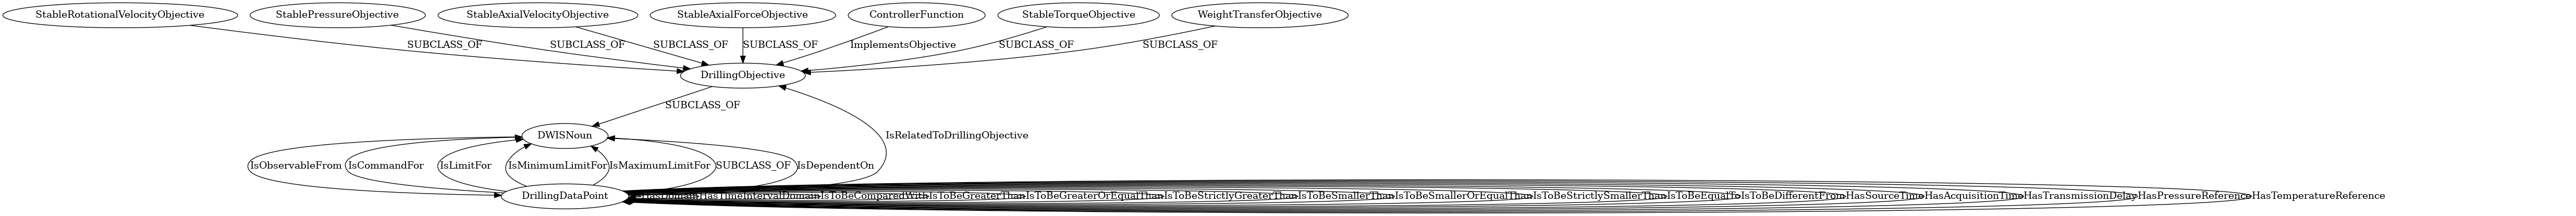 StableRotationalVelocityObjective StablePressureObjective StableAxialVelocityObjective StableAxialForceObjective ControllerFunction StableTorqueObjective WeightTransferObjective
SUBCLASS_OF SUBCLASS_OF SUBCLASS_OF SUBCLASS_OF ImplementsObjective SUBCLASS_OF SUBCLASS_OF
DrillingObjective
SUBCLASS_OF
DWISNoun IsRelatedToDrillingObjective
IsObservableFrom IsCommandFor IsLimitFor IsMinimumLimitFor IsMaximumLimitFor SUBCLASS_OF IsDependentOn
DrillingDataPoint HasDomain HasTimeIntervalDomain IsToBeComparedWith IsToBeGreaterThan IsToBeGreaterOrEqualThan IsToBeStrictlyGreaterThan IsToBeSmallerThan IsToBeSmallerOrEqualThan IsToBeStrictlySmallerThan IsToBeEqualTo IsToBeDifferentFrom HasSourceTime HasAcquisitionTime HasTransmissionDelay HasPressureReference HasTemperatureReference